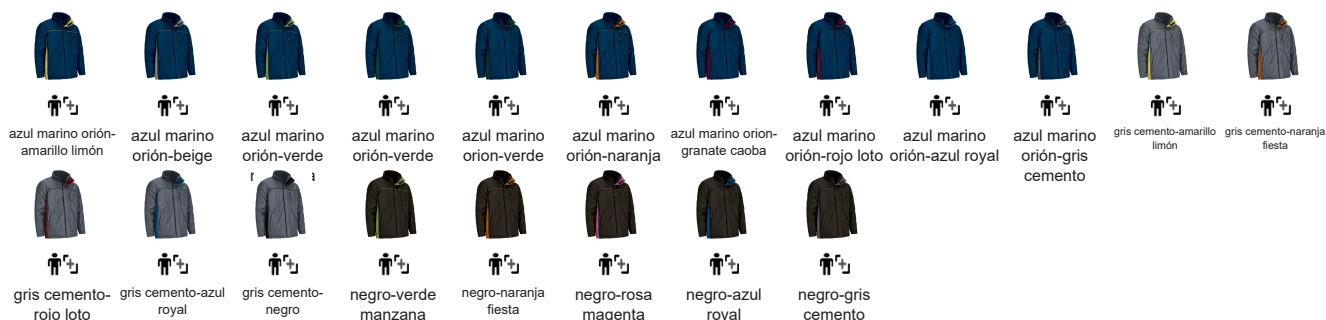 azul marino orión-
amarillo limón
azul marino
orión-beige
azul marino
orión-verde
azul marino
orión-verde
azul marino
orion-verde
azul marino
orión-naranja
azul marino orion-
granate caoba
azul marino
orión-rojo loto
azul marino
orión-azul royal
azul marino
orión-gris
cemento
gris cemento-amarillo
limón
gris cemento-naranja
fiesta
gris cemento-
rojo loto
gris cemento-azul
royal
gris cemento-
negro
negro-verde
manzana
negro-naranja
fiesta
negro-rosa
magenta
negro-azul
royal
negro-gris
cemento